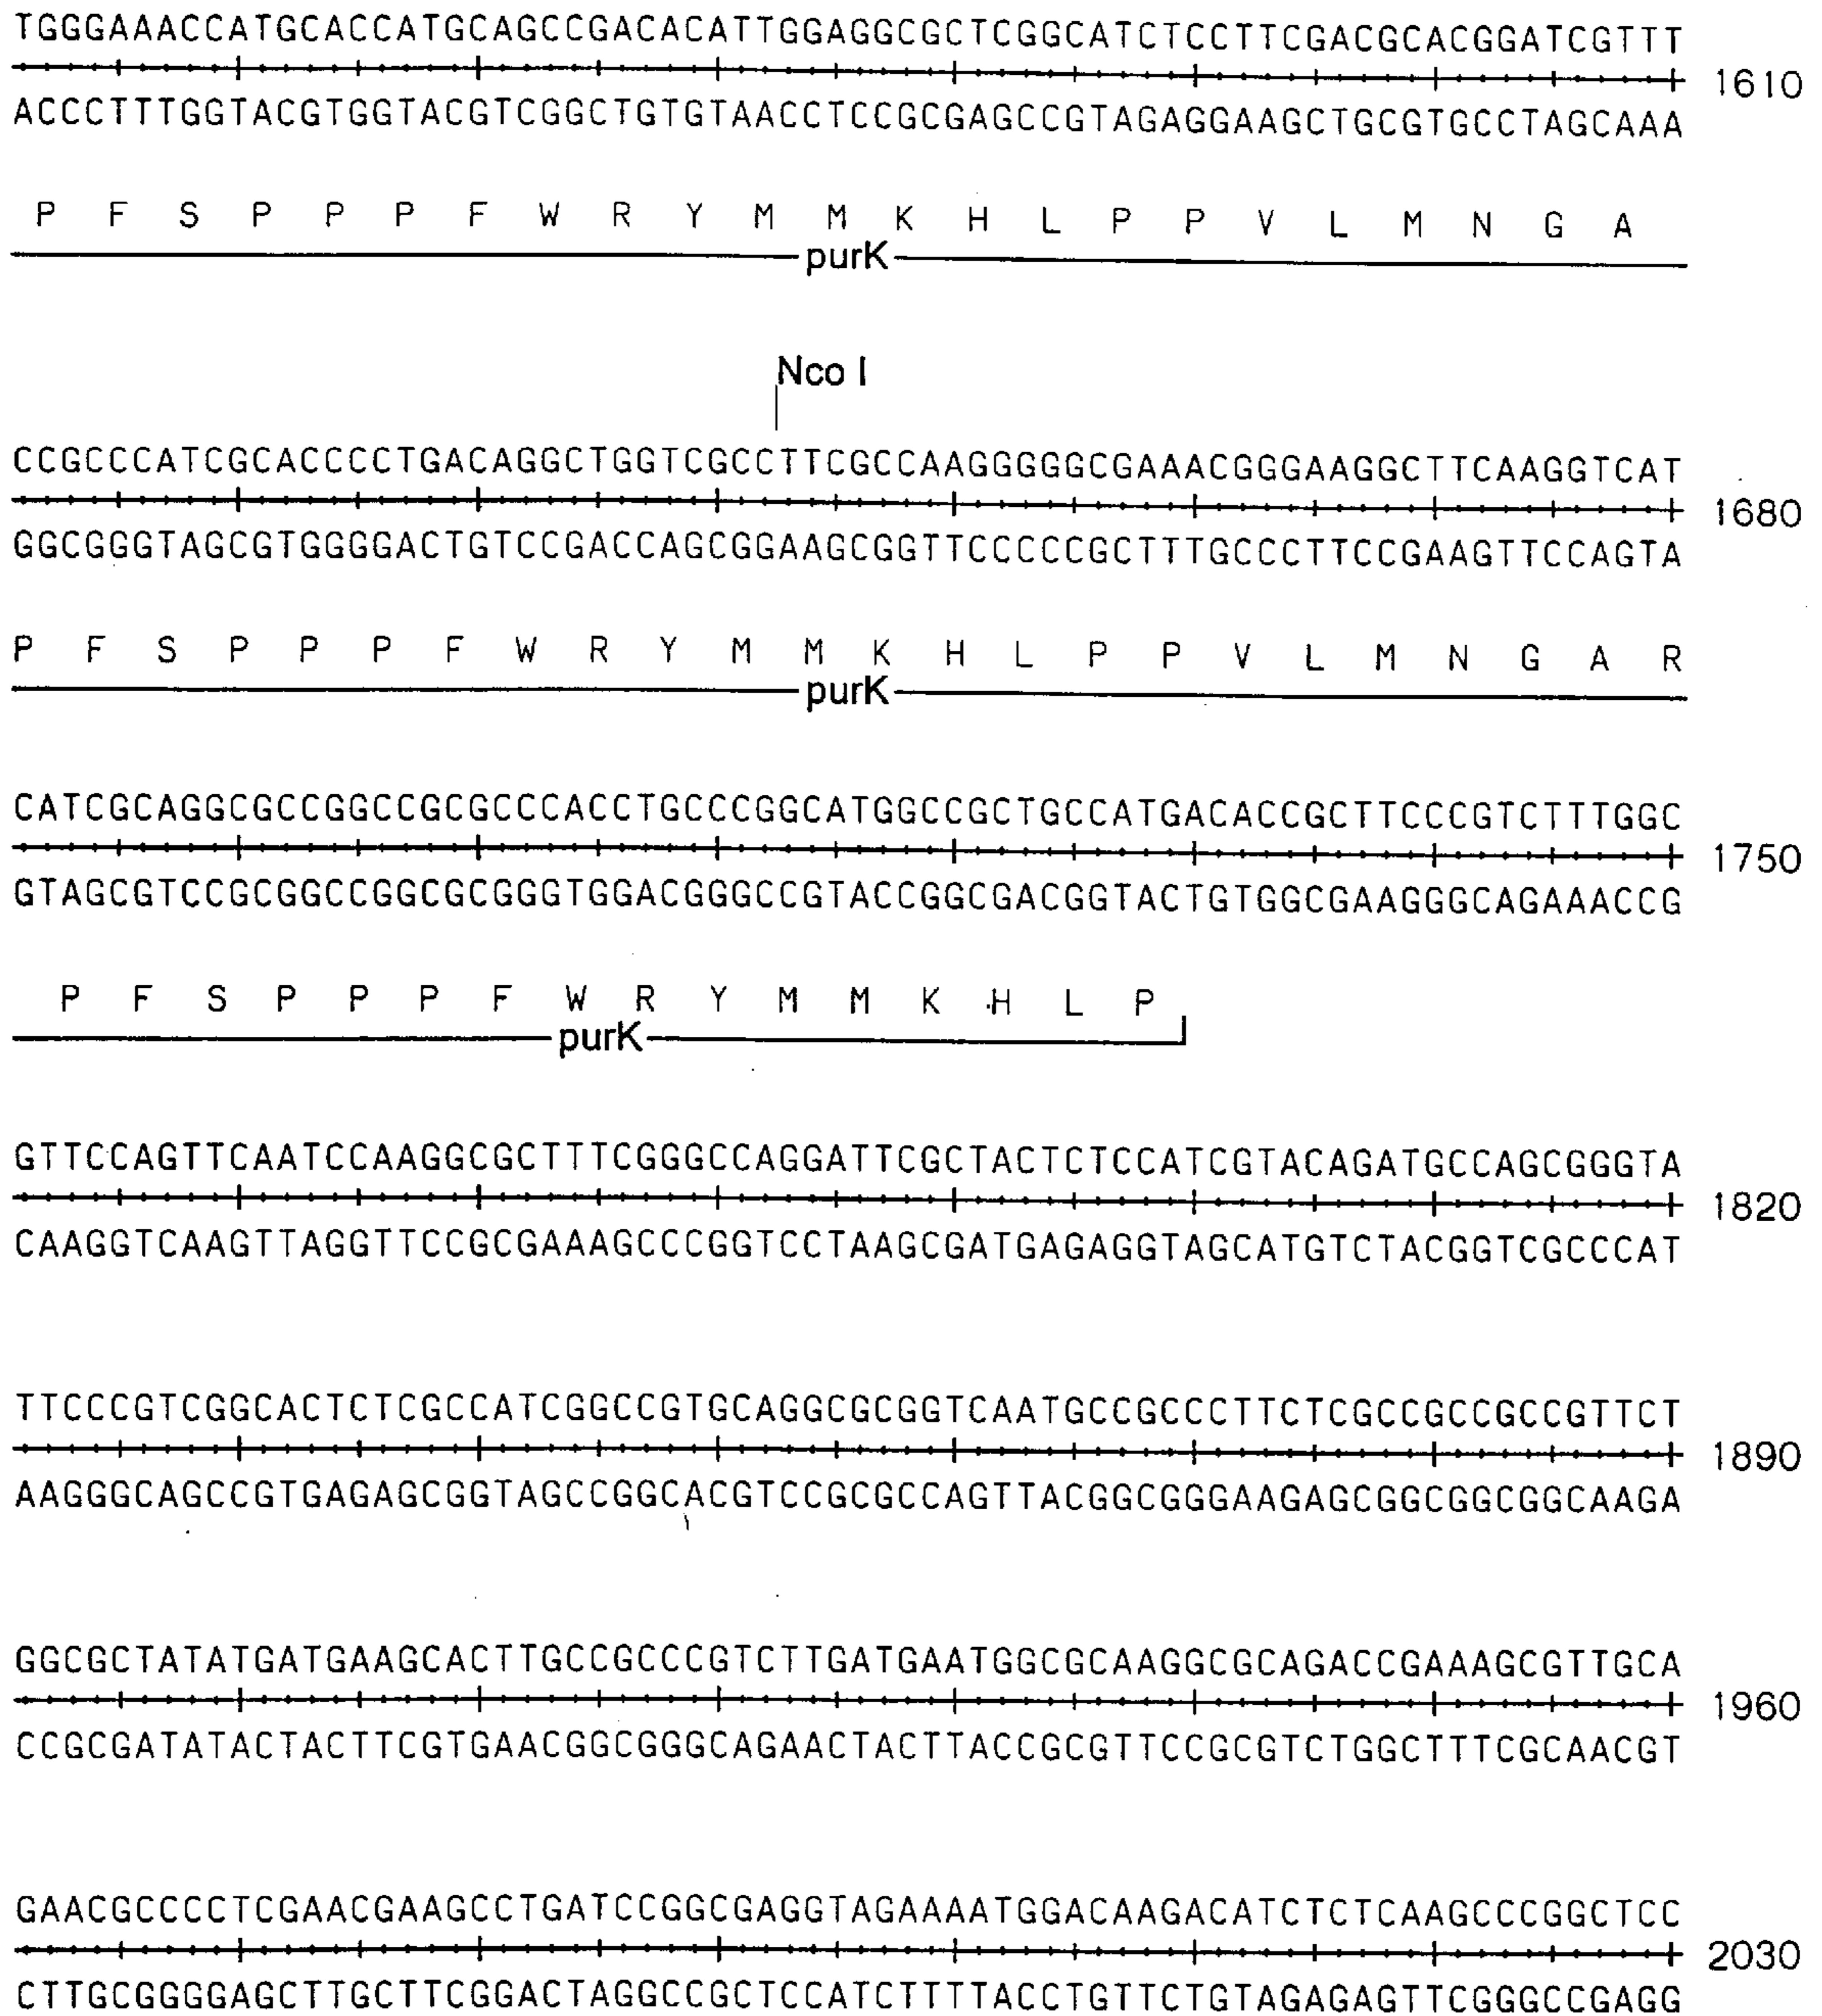 TGGGAAACCATGCACCATGCAGCCGACACATTGGAGGCGCTCGGCATCTCCTTCGACGCACGGATCGTTT
1610
ACCCTTTGGTACGTGGTACGTCGGCTGTGTAACCTCCGCGAGCCGTAGAGGAAGCTGCGTGCCTAGCAAA
P F S P P P F W R Y M M K H L P P V L M N G A
purK
Nco I
CCGCCCATCGCACCCCTGACAGGCTGGTCGCCTTCGCCAAGGGGGCGAAACGGGAAGGCTTCAAGGTCAT
1680
GGCGGGTAGCGTGGGGACTGTCCGACCAGCGGAAGCGGTTCCCCCGCTTTGCCCTTCCGAAGTTCCAGTA
P F S P P P F W R Y M M K H L P P V L M N G A R
purK
CATCGCAGGCGCCGGCCGCGCCCACCTGCCCGGCATGGCCGCTGCCATGACACCGCTTCCCGTCTTTGGC
1750
GTAGCGTCCGCGGCCGGCGCGGGTGGACGGGCCGTACCGGCGACGGTACTGTGGCGAAGGGCAGAAACCG
P F S P P P F W R Y M M K H L P
purK
GTTCCAGTTCAATCCAAGGCGCTTTCGGGCCAGGATTCGCTACTCTCCATCGTACAGATGCCAGCGGGTA
1820
CAAGGTCAAGTTAGGTTCCGCGAAAGCCCGGTCCTAAGCGATGAGAGGTAGCATGTCTACGGTCGCCCAT
TTCCCGTCGGCACTCTCGCCATCGGCCGTGCAGGCGCGGTCAATGCCGCCCTTCTCGCCGCCGCCGTTCT
1890
AAGGGCAGCCGTGAGAGCGGTAGCCGGCACGTCCGCGCCAGTTACGGCGGGAAGAGCGGCGGCGGCAAGA
GGCGCTATATGATGAAGCACTTGCCGCCCGTCTTGATGAATGGCGCAAGGCGCAGACCGAAAGCGTTGCA
1960
CCGCGATATACTACTTCGTGAACGGCGGGCAGAACTACTTACCGCGTTCCGCGTCTGGCTTTCGCAACGT
GAACGCCCCTCGAACGAAGCCTGATCCGGCGAGGTAGAAAATGGACAAGACATCTCTCAAGCCCGGCTCC
2030
CTTGCGGGGAGCTTGCTTCGGACTAGGCCGCTCCATCTTTTACCTGTTCTGTAGAGAGTTCGGGCCGAGG